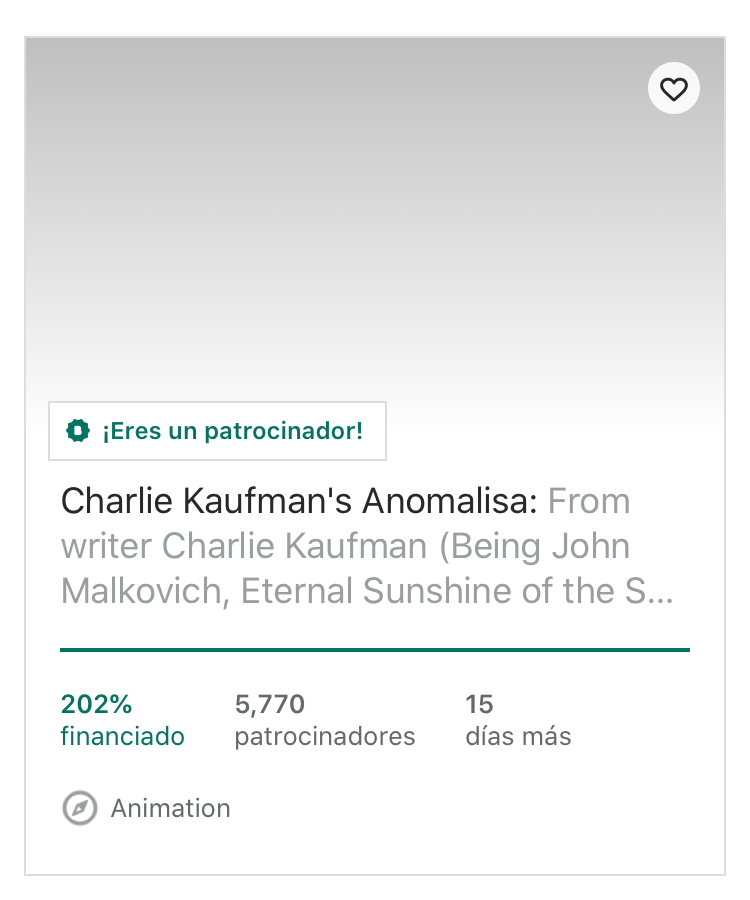 ¡Eres un patrocinador!
Charlie Kaufman's Anomalisa: From
writer Charlie Kaufman (Being John
Malkovich, Eternal Sunshine of the S...
202% 5,770 15
financiado patrocinadores días más
Animation